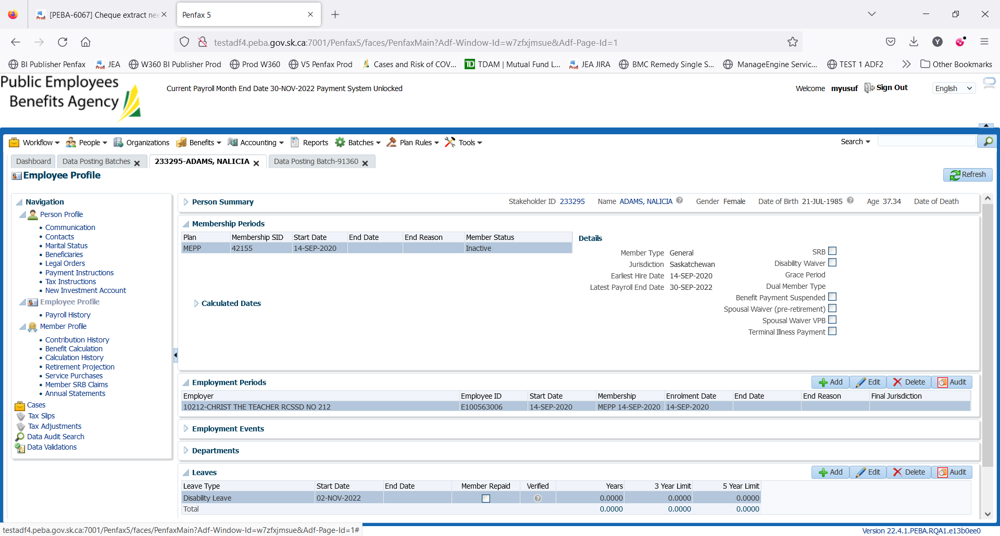 [PEBA-6067] Cheque extract nee
Penfax 5
testadf4.peba.gov.sk.ca:7001/Penfax5/faces/PenfaxMain?Adf-Window-Id=w7zfxjmsue&Adf-Page-Id=1
BI Publisher Penfax
JEA
W360 BI Publisher Prod
Prod W360
V5 Penfax Prod
Cases and Risk of COV...
TDAM | Mutual Fund L...
JEA JIRA
BMC Remedy Single S...
ManageEngine Servic...
TEST 1 ADF2
Other Bookmarks
Public Employees
Benefits Agency
Current Payroll Month End Date 30-NOV-2022 Payment System Unlocked
Welcome myusuf Sign Out English
Workflow People Organizations Benefits Accounting Reports Batches Plan Rules Tools Search
Dashboard Data Posting Batches 233295-ADAMS, NALICIA Data Posting Batch-91360
Employee Profile
Refresh
Navigation
Person Profile
Communication
Contacts
Marital Status
Beneficiaries
Legal Orders
Payment Instructions
Tax Instructions
New Investment Account
Employee Profile
Payroll History
Member Profile
Contribution History
Benefit Calculation
Calculation History
Retirement Projection
Service Purchases
Member SRB Claims
Annual Statements
Cases
Tax Slips
Tax Adjustments
Data Audit Search
Data Validations
Person Summary Stakeholder ID 233295 Name ADAMS, NALICIA Gender Female Date of Birth 21-JUL-1985 Age 37.34 Date of Death
Membership Periods
Plan Membership SID Start Date End Date End Reason Member Status
MEPP 42155 14-SEP-2020 Inactive
Calculated Dates
Details
Member Type General
Jurisdiction Saskatchewan
Earliest Hire Date 14-SEP-2020
Latest Payroll End Date 30-SEP-2022
SRB
Disability Waiver
Grace Period
Dual Member Type
Benefit Payment Suspended
Spousal Waiver (pre-retirement)
Spousal Waiver VPB
Terminal Illness Payment
Employment Periods Add Edit Delete Audit
Employer Employee ID Start Date Membership Enrolment Date End Date End Reason Final Jurisdiction
10212-CHRIST THE TEACHER RCSSD NO 212 E100563006 14-SEP-2020 MEPP 14-SEP-2020 14-SEP-2020
Employment Events
Departments
Leaves Add Edit Delete Audit
Leave Type Start Date End Date Member Repaid Verified Years 3 Year Limit 5 Year Limit
Disability Leave 02-NOV-2022 0.0000 0.0000 0.0000
Total 0.0000 0.0000 0.0000
testadf4.peba.gov.sk.ca:7001/Penfax5/faces/PenfaxMain?Adf-Window-Id=w7zfxjmsue&Adf-Page-Id=1#
Version 22.4.1.PEBA.RQA1.e13b0ee0